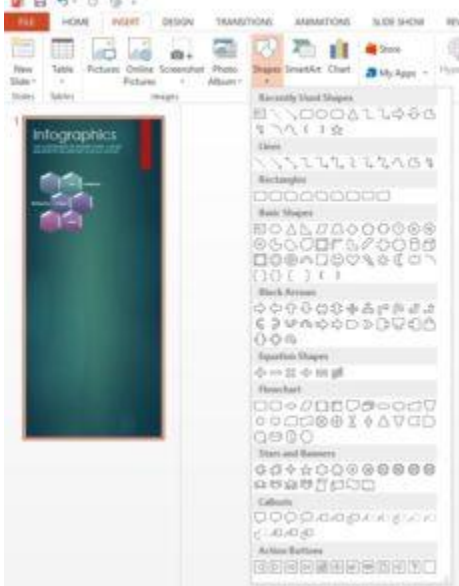 FILE HOME INSERT DESIGN TRANSITIONS ANIMATIONS SLIDE SHOW
New Slide Table Pictures Online Pictures Screenshot Photo Album Shapes SmartArt Chart Store
My Apps
Slides Tables Images
Recently Used Shapes
Lines
Rectangles
Basic Shapes
Block Arrows
Equation Shapes
Flowchart
Stars and Banners
Callouts
Action Buttons
1
Infographics